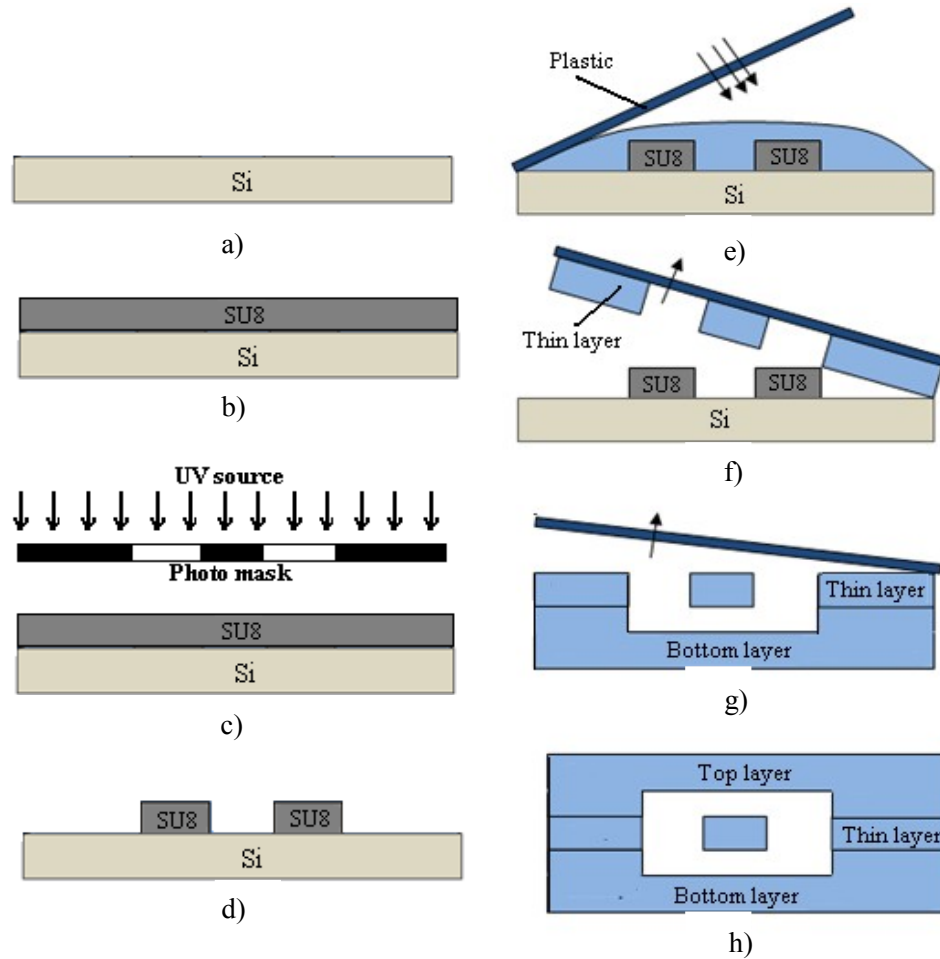 Si
a)
SU8
Si
b)
UV source
Photo mask
SU8
Si
c)
SU8 SU8
Si
d)
Plastic
SU8 SU8
Si
e)
Thin layer
SU8 SU8
Si
f)
Thin layer
Bottom layer
g)
Top layer
Thin layer
Bottom layer
h)